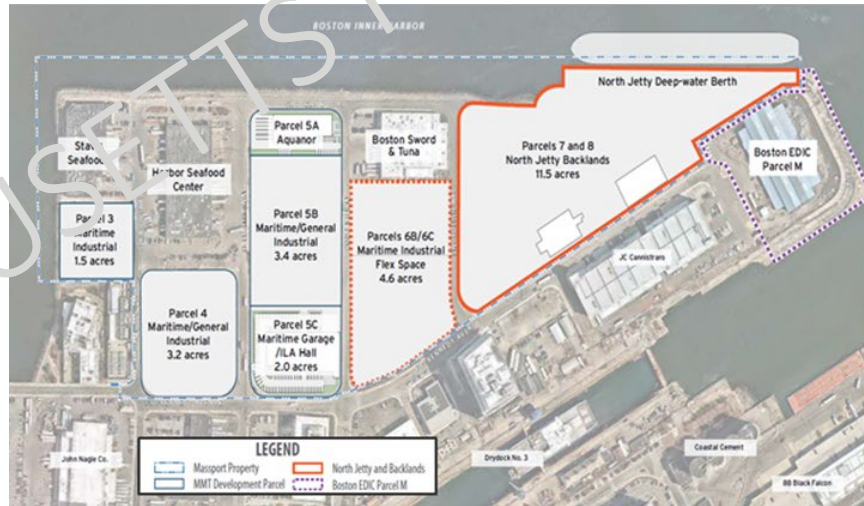 BOSTON INNER HARBOR
USETTS
North Jetty Deep-water Berth
Parcel 5A
Aquanor
Boston Sword
& Tuna
Seafood
Harbor Seafood
Center
Parcels 7 and 8
North Jetty Backlands
11.5 acres
Boston EDIC
Parcel M
Parcel 3
Maritime
Industrial
1.5 acres
Parcel 5B
Maritime/General
Industrial
3.4 acres
Parcels 6B/6C
Maritime Industrial
Flex Space
4.6 acres
JC Cannistraro
Parcel 4
Maritime/General
Industrial
3.2 acres
Parcel 5C
Maritime Garage
/ILA Hall
2.0 acres
LEGEND
Massport Property
North Jetty and Backlands
MMT Development Parcel
Boston EDIC Parcel M
John Nagle Co.
Drydock No. 3
Coastal Cement
88 Black Falcon